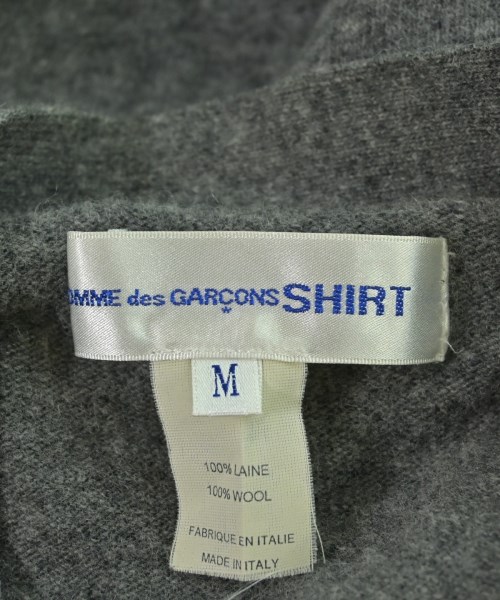 OMME des GARÇONS SHIRT
*
M
100% LAINE
100% WOOL
FABRIQUE EN ITALIE
MADE IN ITALY